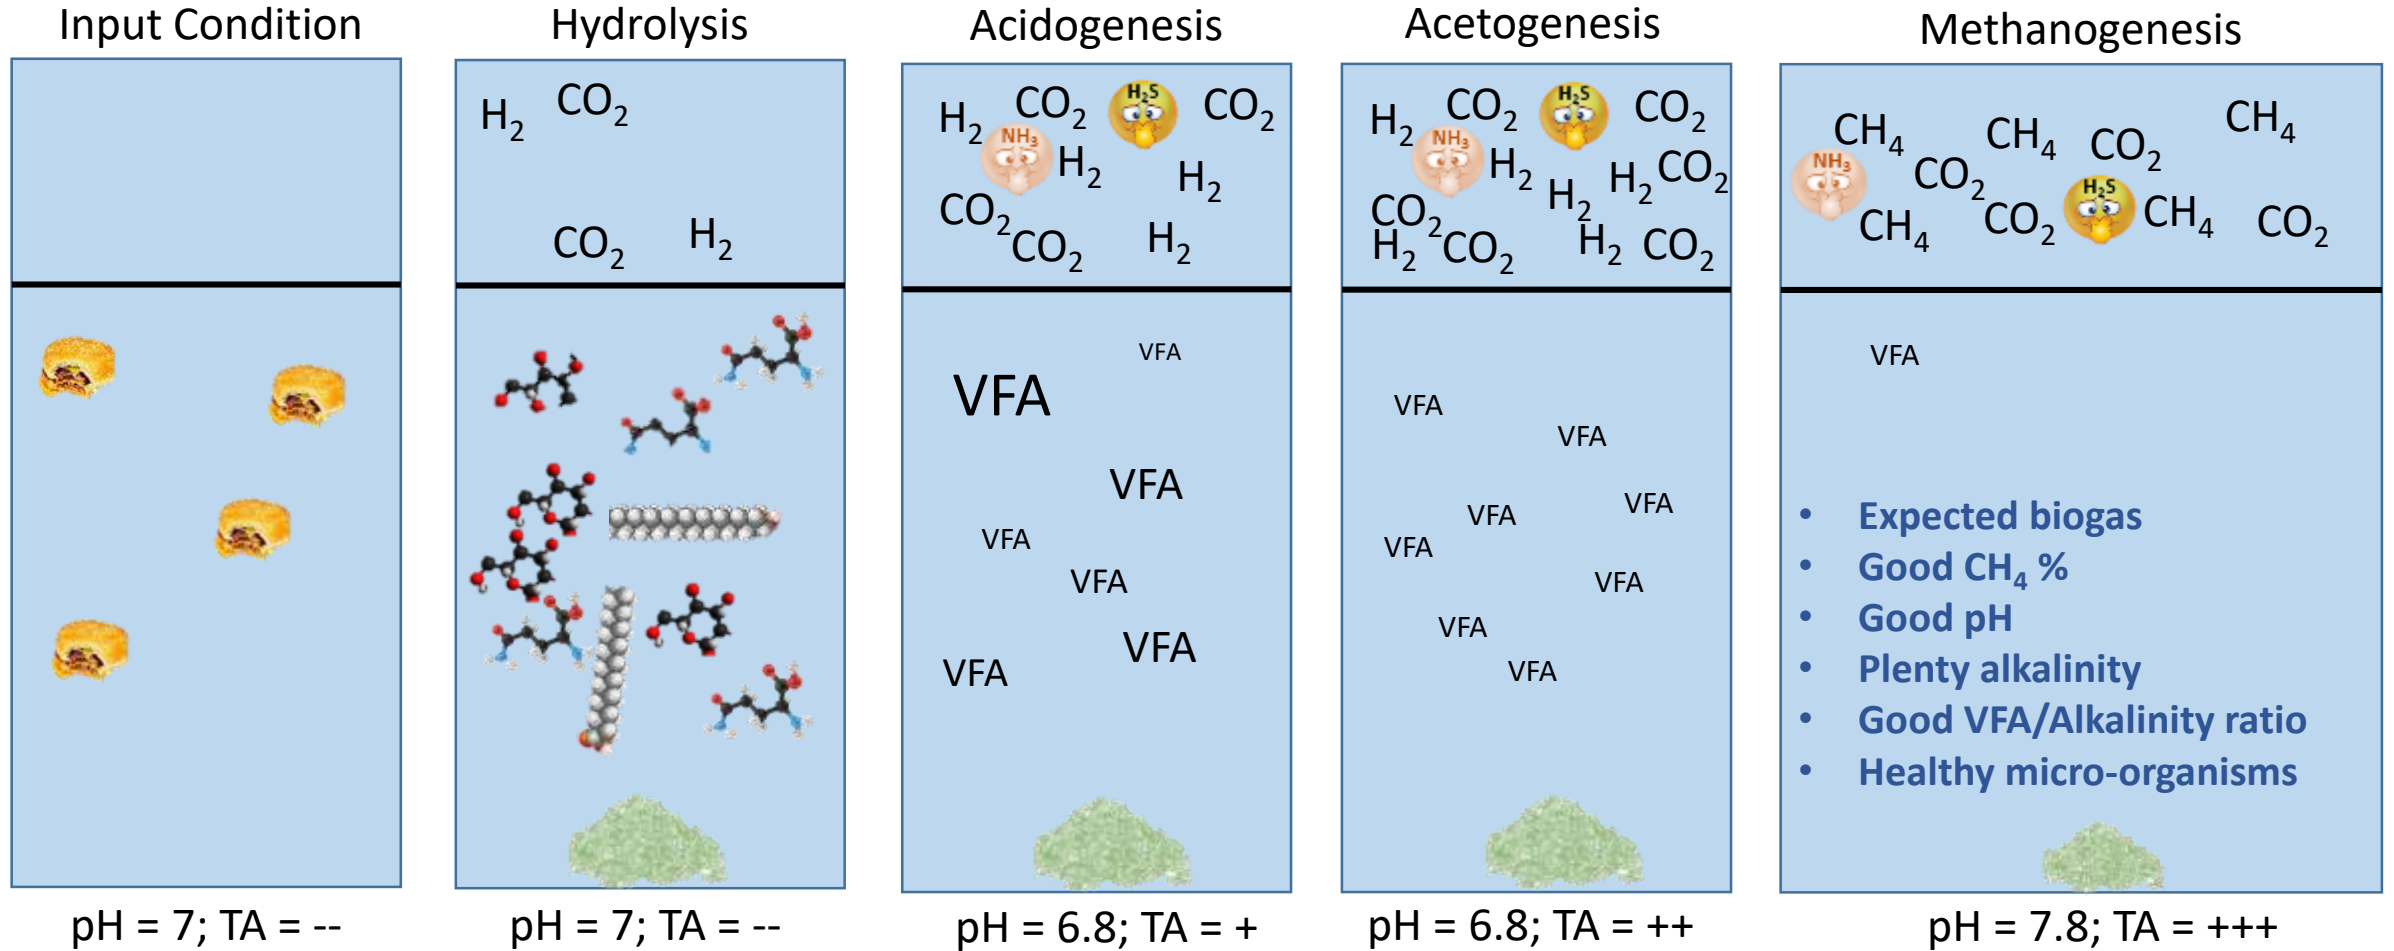 Input Condition
pH = 7; TA = --
Hydrolysis
H₂
CO₂
CO₂
H₂
pH = 7; TA = --
Acidogenesis
H₂
CO₂
H₂S
CO₂
NH₃
H₂
H₂
CO₂
CO₂
H₂
VFA
VFA
VFA
VFA
VFA
VFA
VFA
pH = 6.8; TA = +
Acetogenesis
H₂
CO₂
H₂S
CO₂
NH₃
H₂
H₂
H₂
CO₂
CO₂
H₂
CO₂
H₂
CO₂
VFA
VFA
VFA
VFA
VFA
VFA
VFA
VFA
pH = 6.8; TA = ++
Methanogenesis
CH₄
CH₄
CO₂
CH₄
NH₃
CO₂
H₂S
CH₄
CO₂
CH₄
CO₂
VFA
• Expected biogas
• Good CH₄ %
• Good pH
• Plenty alkalinity
• Good VFA/Alkalinity ratio
• Healthy micro-organisms
pH = 7.8; TA = +++